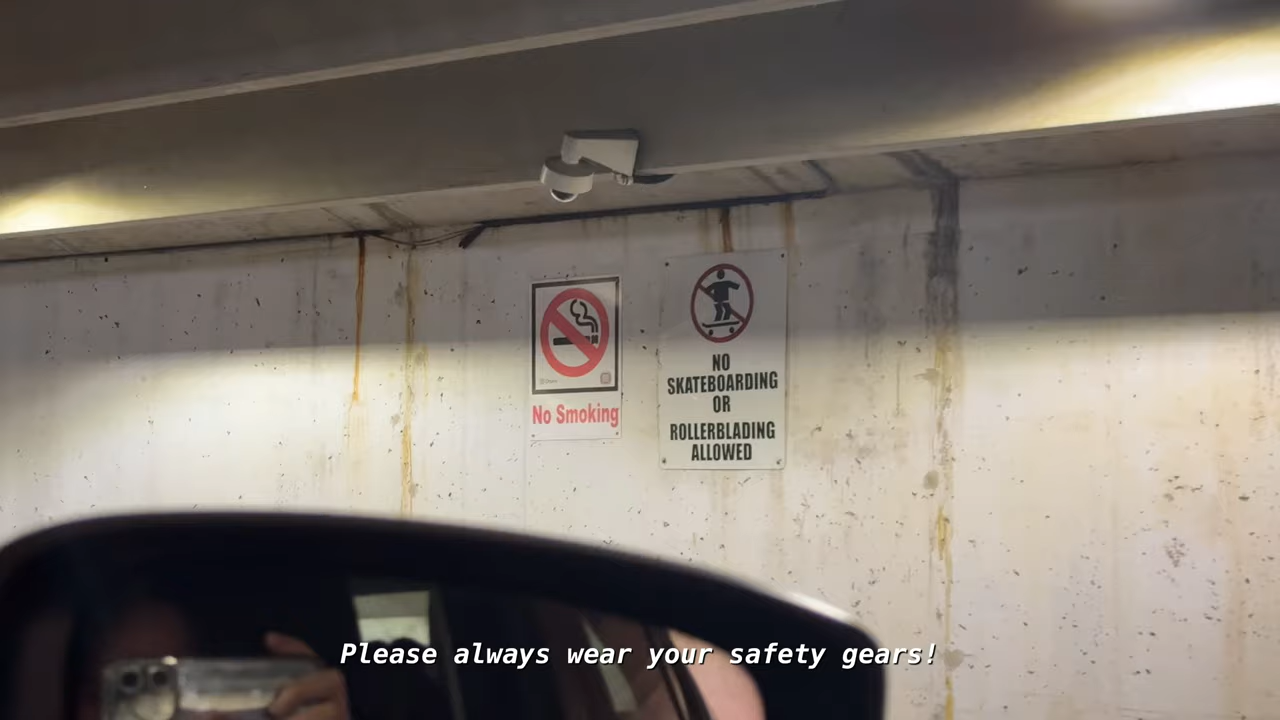 No Smoking
NO
SKATEBOARDING
OR
ROLLERBLADING
ALLOWED
Please always wear your safety gears!